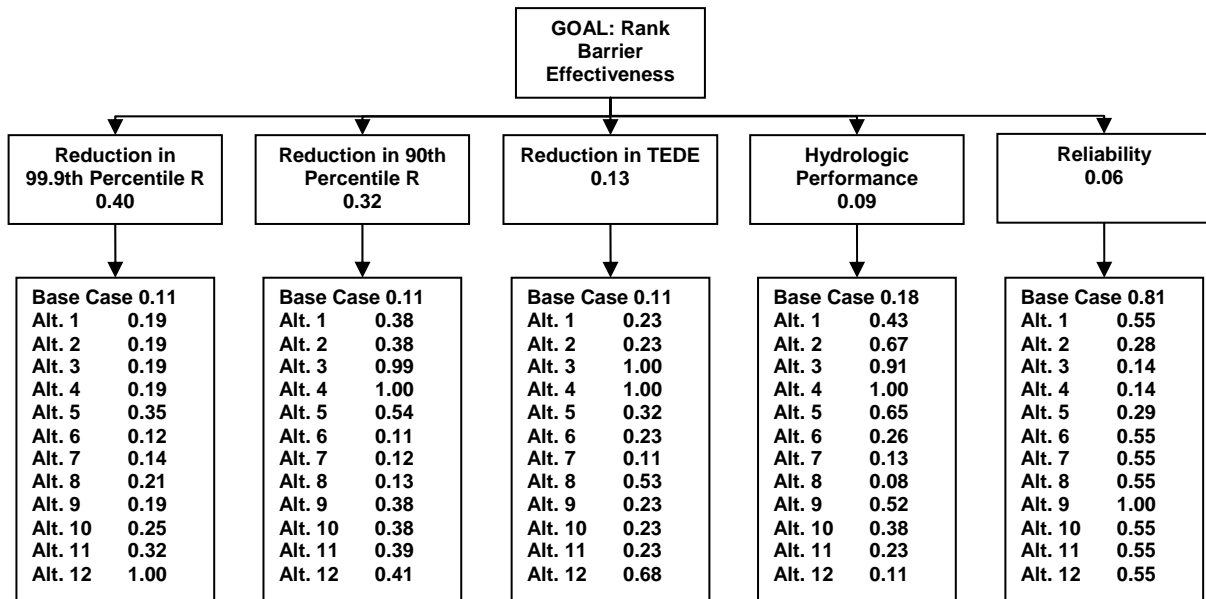 GOAL: Rank
Barrier
Effectiveness
Reduction in
99.9th Percentile R
0.40
Reduction in 90th
Percentile R
0.32
Reduction in TEDE
0.13
Hydrologic
Performance
0.09
Reliability
0.06
Base Case 0.11
Alt. 1 0.19
Alt. 2 0.19
Alt. 3 0.19
Alt. 4 0.19
Alt. 5 0.35
Alt. 6 0.12
Alt. 7 0.14
Alt. 8 0.21
Alt. 9 0.19
Alt. 10 0.25
Alt. 11 0.32
Alt. 12 1.00
Base Case 0.11
Alt. 1 0.38
Alt. 2 0.38
Alt. 3 0.99
Alt. 4 1.00
Alt. 5 0.54
Alt. 6 0.11
Alt. 7 0.12
Alt. 8 0.13
Alt. 9 0.38
Alt. 10 0.38
Alt. 11 0.39
Alt. 12 0.41
Base Case 0.11
Alt. 1 0.23
Alt. 2 0.23
Alt. 3 1.00
Alt. 4 1.00
Alt. 5 0.32
Alt. 6 0.23
Alt. 7 0.11
Alt. 8 0.53
Alt. 9 0.23
Alt. 10 0.23
Alt. 11 0.23
Alt. 12 0.68
Base Case 0.18
Alt. 1 0.43
Alt. 2 0.67
Alt. 3 0.91
Alt. 4 1.00
Alt. 5 0.65
Alt. 6 0.26
Alt. 7 0.13
Alt. 8 0.08
Alt. 9 0.52
Alt. 10 0.38
Alt. 11 0.23
Alt. 12 0.11
Base Case 0.81
Alt. 1 0.55
Alt. 2 0.28
Alt. 3 0.14
Alt. 4 0.14
Alt. 5 0.29
Alt. 6 0.55
Alt. 7 0.55
Alt. 8 0.55
Alt. 9 1.00
Alt. 10 0.55
Alt. 11 0.55
Alt. 12 0.55